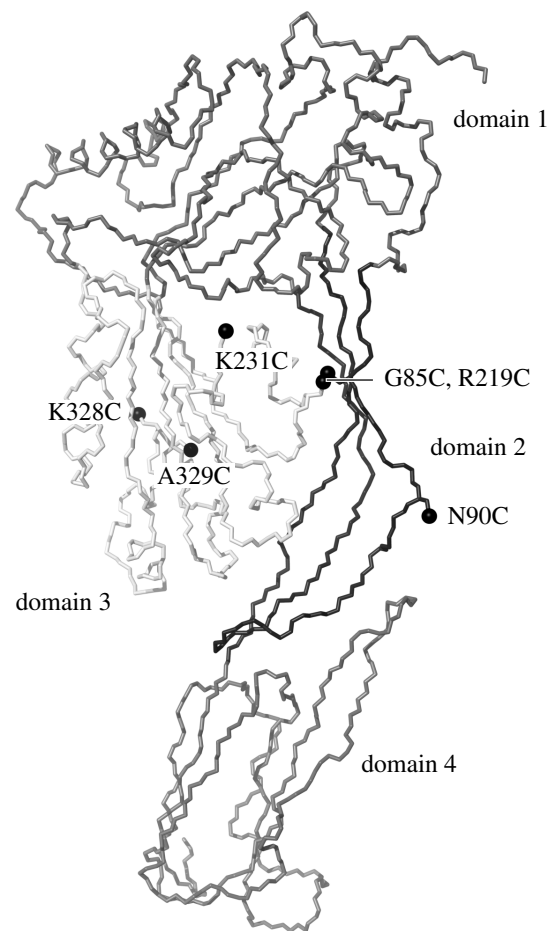 domain 1
K231C
G85C, R219C
K328C
domain 2
A329C
N90C
domain 3
domain 4